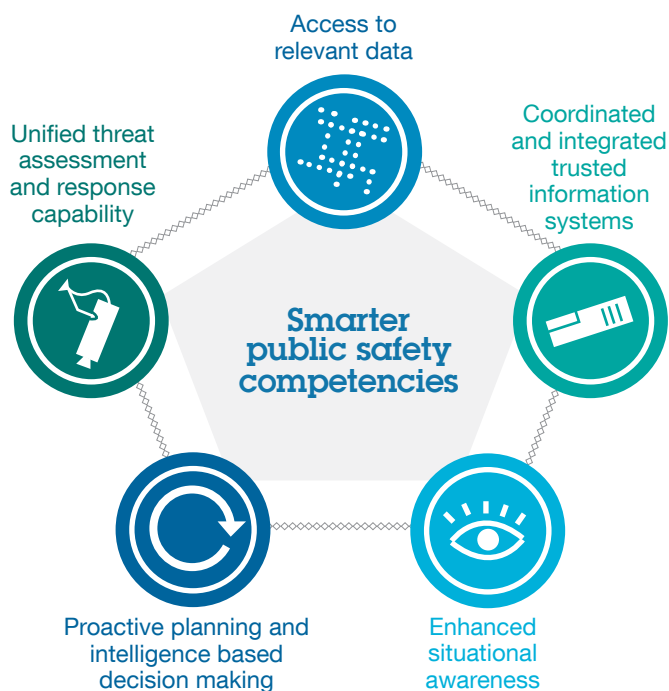 Access to
relevant data
Coordinated
and integrated
trusted
information
systems
Unified threat
assessment
and response
capability
Smarter
public safety
competencies
Proactive planning and
intelligence based
decision making
Enhanced
situational
awareness